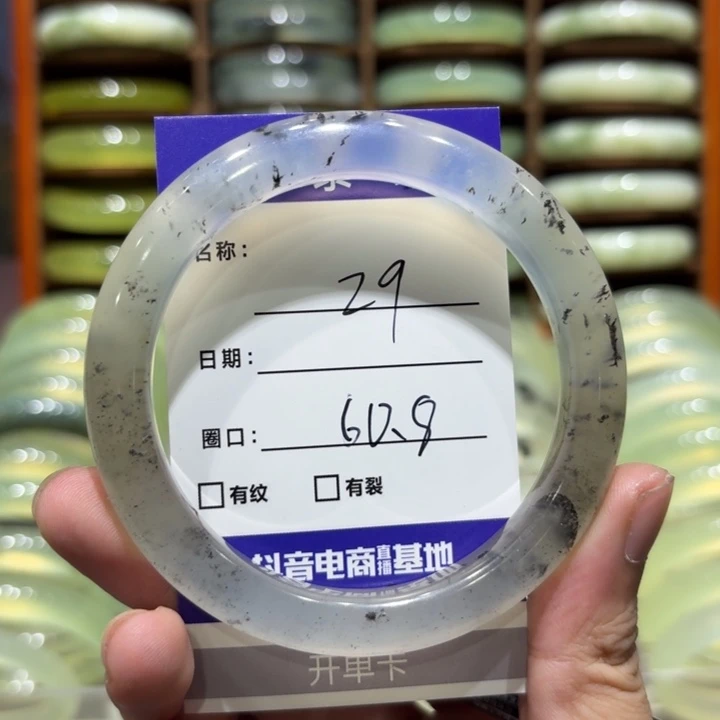 名称：
29
日期：
圈口： 60.9
□有纹 □有裂
抖音电商直播基地
开单卡